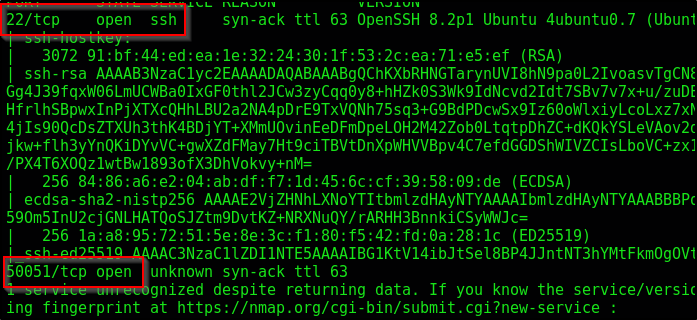 PORT STATE SERVICE REASON VERSION
22/tcp open ssh syn-ack ttl 63 OpenSSH 8.2p1 Ubuntu 4ubuntu0.7 (Ubunt
| ssh-hostkey:
| 3072 91:bf:44:ed:ea:1e:32:24:30:1f:53:2c:ea:71:e5:ef (RSA)
| ssh-rsa AAAAB3NzaC1yc2EAAAADAQABAAABgQChKXbRHNGTarynUVI8hN9pa0L2IvoasvTgCN8
Gg4J39fqxW06LmUCWBa0IxGF0thl2JCw3zyCqq0y8+hHZk0S3Wk9IdNcvd2Idt7SBv7v7x+u/zuDE
HfrlhSBpwxInPjXTXcQHhLBU2a2NA4pDrE9TxVQNh75sq3+G9BdPDcwSx9Iz60oWlxiyLcoLxz7xN
4jIs90QcDsZTXUh3thK4BDjYT+XMmUOvinEeDFmDpeLOH2M42Zob0LtqtpDhZC+dKQkYSLeVAov2c
jkw+flh3yYnQKiDYvVC+gwXZdFMay7Ht9ciTBVtDnXpWHVVBpv4C7efdGGDShWIVZCIsLboVC+zx1
/PX4T6XOQz1wtBw1893ofX3DhVokvy+nM=
| 256 84:86:a6:e2:04:ab:df:f7:1d:45:6c:cf:39:58:09:de (ECDSA)
| ecdsa-sha2-nistp256 AAAAE2VjZHNhLXNoYTItbmlzdHAyNTYAAAAIbmlzdHAyNTYAAABBBPc
59Om5InU2cjGNLHATQoSJZtm9DvtKZ+NRXNuQY/rARHH3BnnkiCSyWWJc=
| 256 1a:a8:95:72:51:5e:8e:3c:f1:80:f5:42:fd:0a:28:1c (ED25519)
|_ssh-ed25519 AAAAC3NzaC1lZDI1NTE5AAAAIBG1KtV14ibJtSel8BP4JJntNT3hYMtFkmOgOVt
50051/tcp open unknown syn-ack ttl 63
1 service unrecognized despite returning data. If you know the service/versio
ing fingerprint at https://nmap.org/cgi-bin/submit.cgi?new-service :